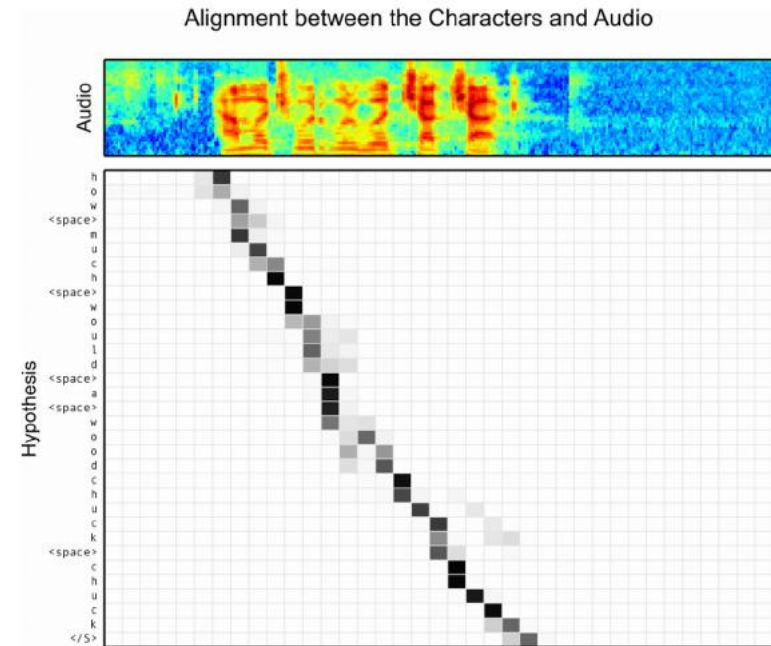 Alignment between the Characters and Audio
Audio
Hypothesis
h
o
w
<space>
m
u
c
h
<space>
w
o
u
l
d
<space>
a
<space>
w
o
o
d
c
h
u
c
k
<space>
c
h
u
c
k
</S>